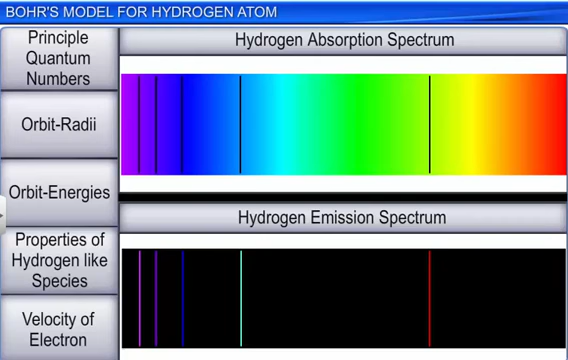 BOHR'S MODEL FOR HYDROGEN ATOM
Principle
Quantum
Numbers
Orbit-Radii
Orbit-Energies
Properties of
Hydrogen like
Species
Velocity of
Electron
Hydrogen Absorption Spectrum
Hydrogen Emission Spectrum